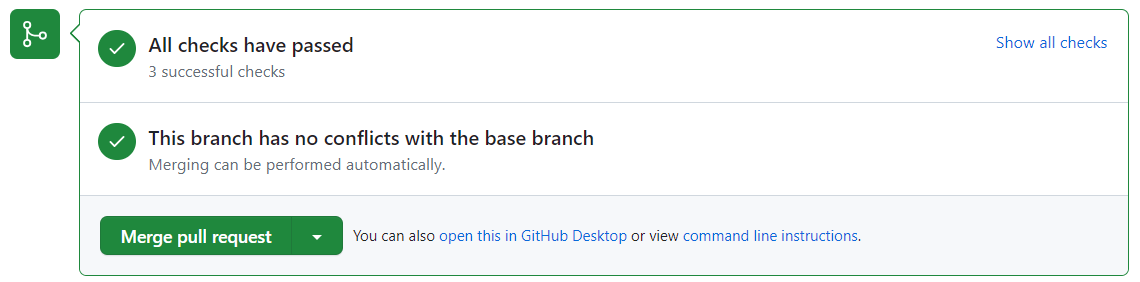 All checks have passed
Show all checks
3 successful checks
This branch has no conflicts with the base branch
Merging can be performed automatically.
Merge pull request
You can also open this in GitHub Desktop or view command line instructions.